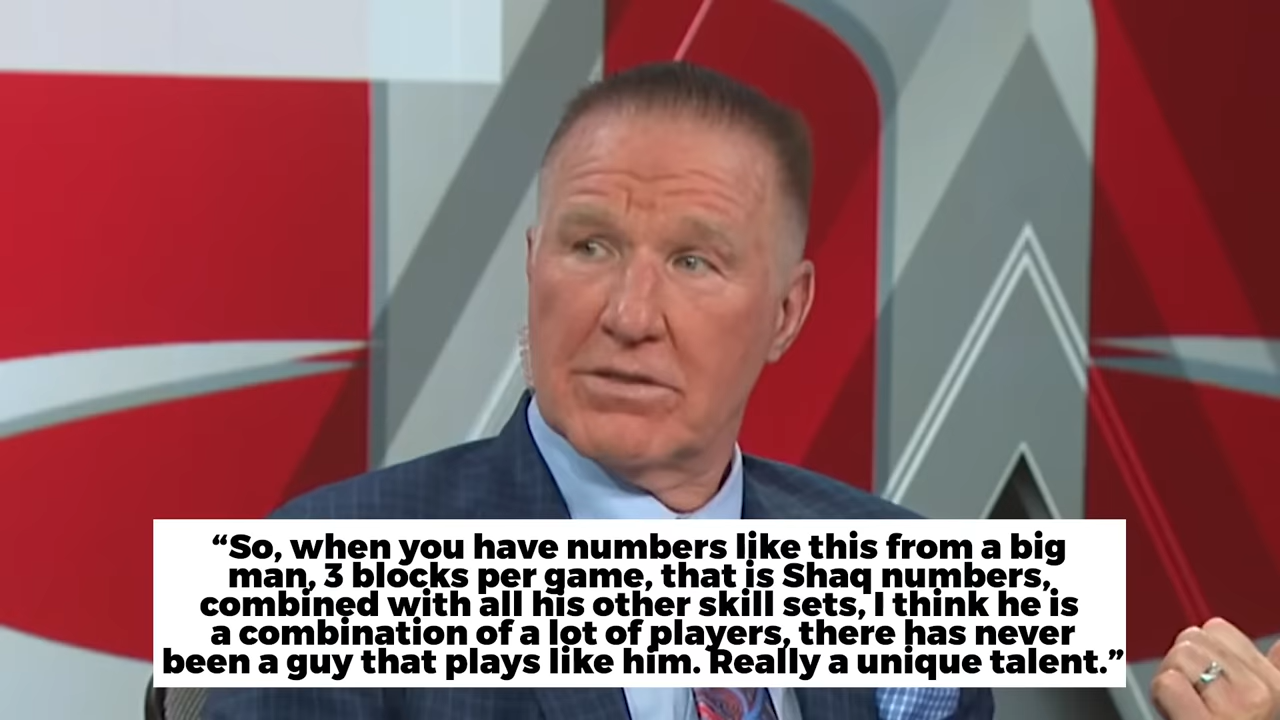 “So, when you have numbers like this from a big
man, 3 blocks per game, that is Shaq numbers,
combined with all his other skill sets, I think he is
a combination of a lot of players, there has never
been a guy that plays like him. Really a unique talent.”